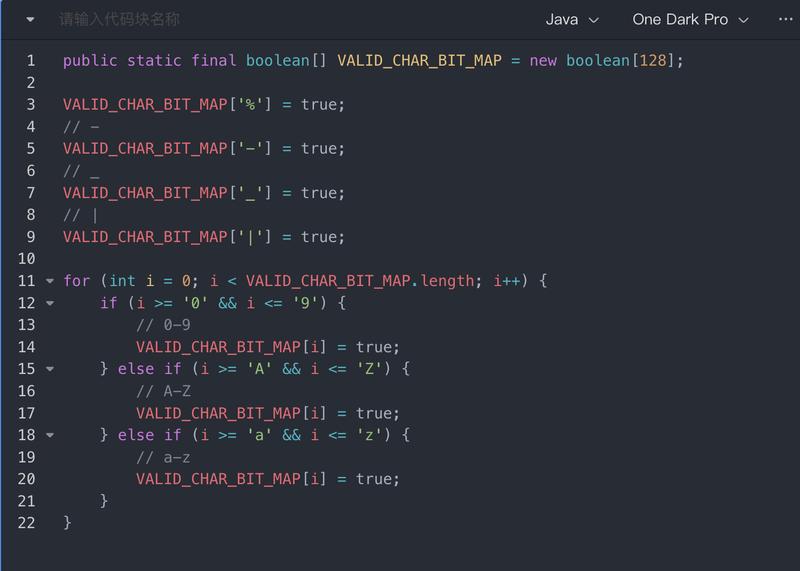 请输入代码块名称 Java One Dark Pro ···
1 public static final boolean[] VALID_CHAR_BIT_MAP = new boolean[128];
2
3 VALID_CHAR_BIT_MAP['%'] = true;
4 // -
5 VALID_CHAR_BIT_MAP['-'] = true;
6 // _
7 VALID_CHAR_BIT_MAP['_'] = true;
8 // |
9 VALID_CHAR_BIT_MAP['|'] = true;
10
11 for (int i = 0; i < VALID_CHAR_BIT_MAP.length; i++) {
12     if (i >= '0' && i <= '9') {
13         // 0-9
14         VALID_CHAR_BIT_MAP[i] = true;
15     } else if (i >= 'A' && i <= 'Z') {
16         // A-Z
17         VALID_CHAR_BIT_MAP[i] = true;
18     } else if (i >= 'a' && i <= 'z') {
19         // a-z
20         VALID_CHAR_BIT_MAP[i] = true;
21     }
22 }